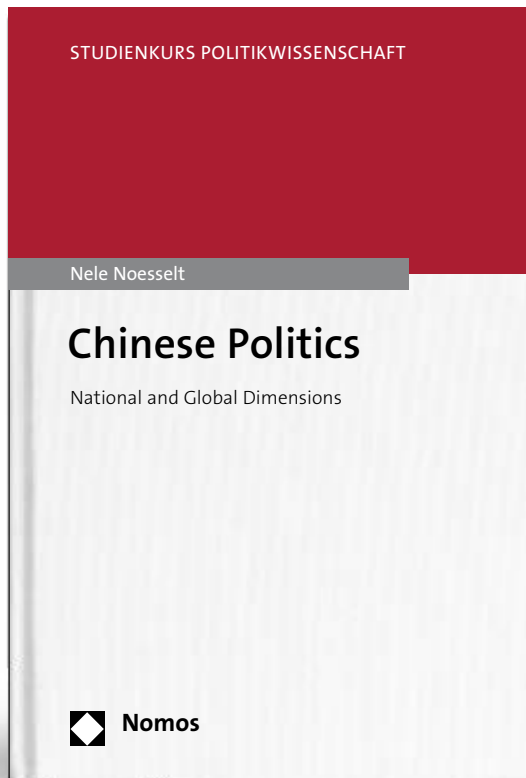 STUDIENKURS POLITIKWISSENSCHAFT
Nele Noesselt
Chinese Politics
National and Global Dimensions
Nomos